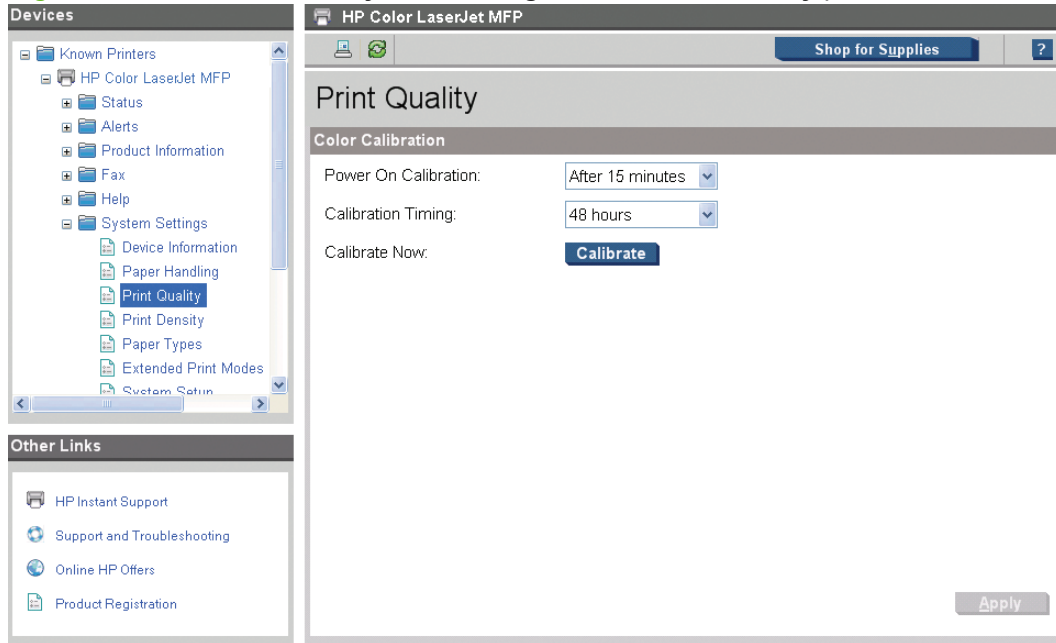 Devices
Known Printers
HP Color LaserJet MFP
Status
Alerts
Product Information
Fax
Help
System Settings
Device Information
Paper Handling
Print Quality
Print Density
Paper Types
Extended Print Modes
System Setup
Other Links
HP Instant Support
Support and Troubleshooting
Online HP Offers
Product Registration
HP Color LaserJet MFP
Shop for Supplies
?
Print Quality
Color Calibration
Power On Calibration: After 15 minutes
Calibration Timing: 48 hours
Calibrate Now: Calibrate
Apply